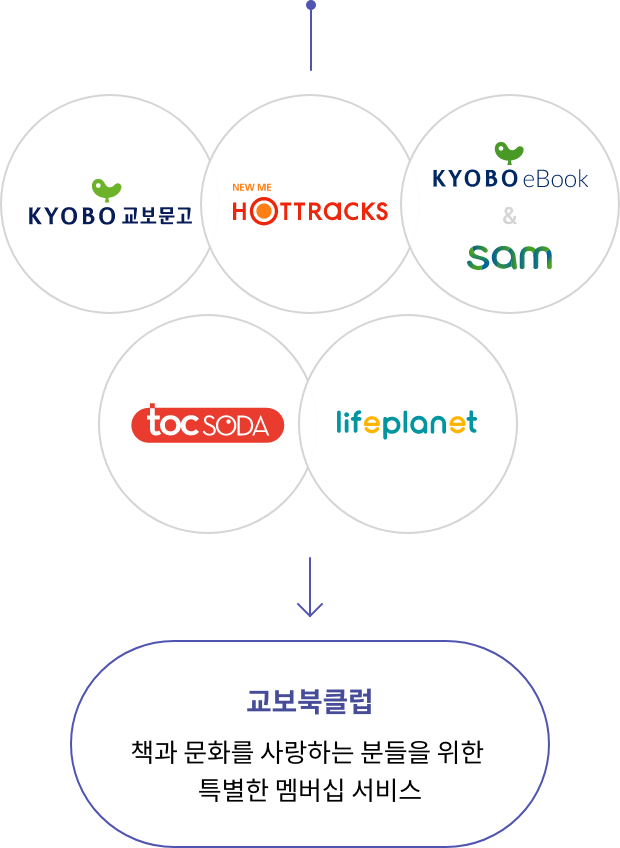 KYOBO 교보문고
NEW ME
HOTTRACKS
KYOBO eBook
&
sam
toc SODA
lifeplanet
교보북클럽
책과 문화를 사랑하는 분들을 위한
특별한 멤버십 서비스